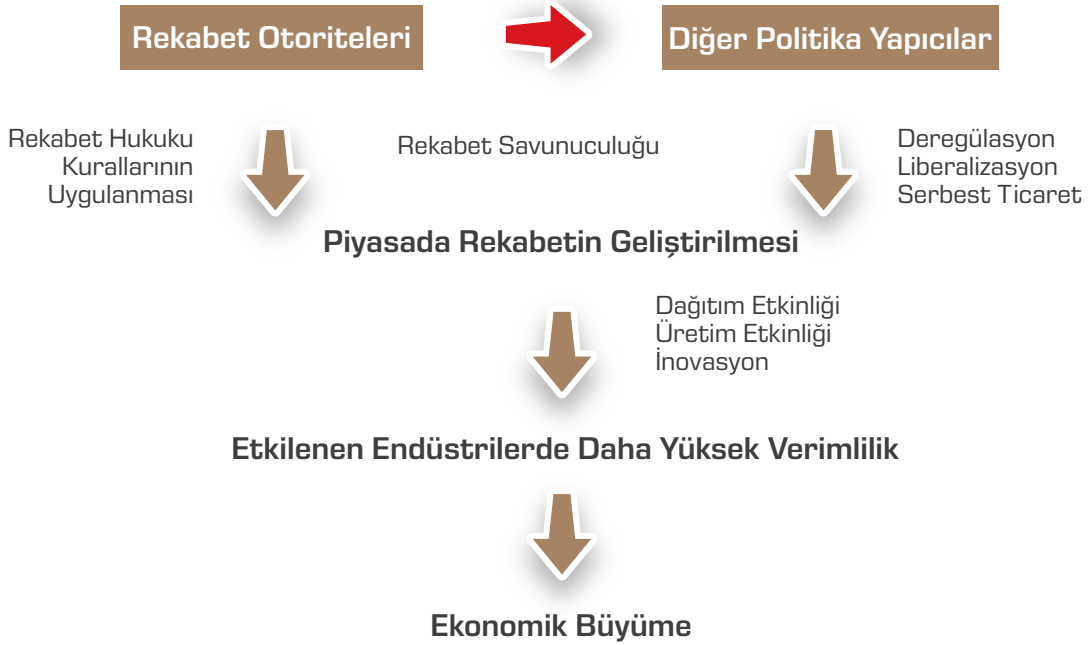 Rekabet Otoriteleri
Diğer Politika Yapıcılar
Rekabet Hukuku
Kurallarının
Uygulanması
Rekabet Savunuculuğu
Deregülasyon
Liberalizasyon
Serbest Ticaret
Piyasada Rekabetin Geliştirilmesi
Dağıtım Etkinliği
Üretim Etkinliği
İnovasyon
Etkilenen Endüstrilerde Daha Yüksek Verimlilik
Ekonomik Büyüme